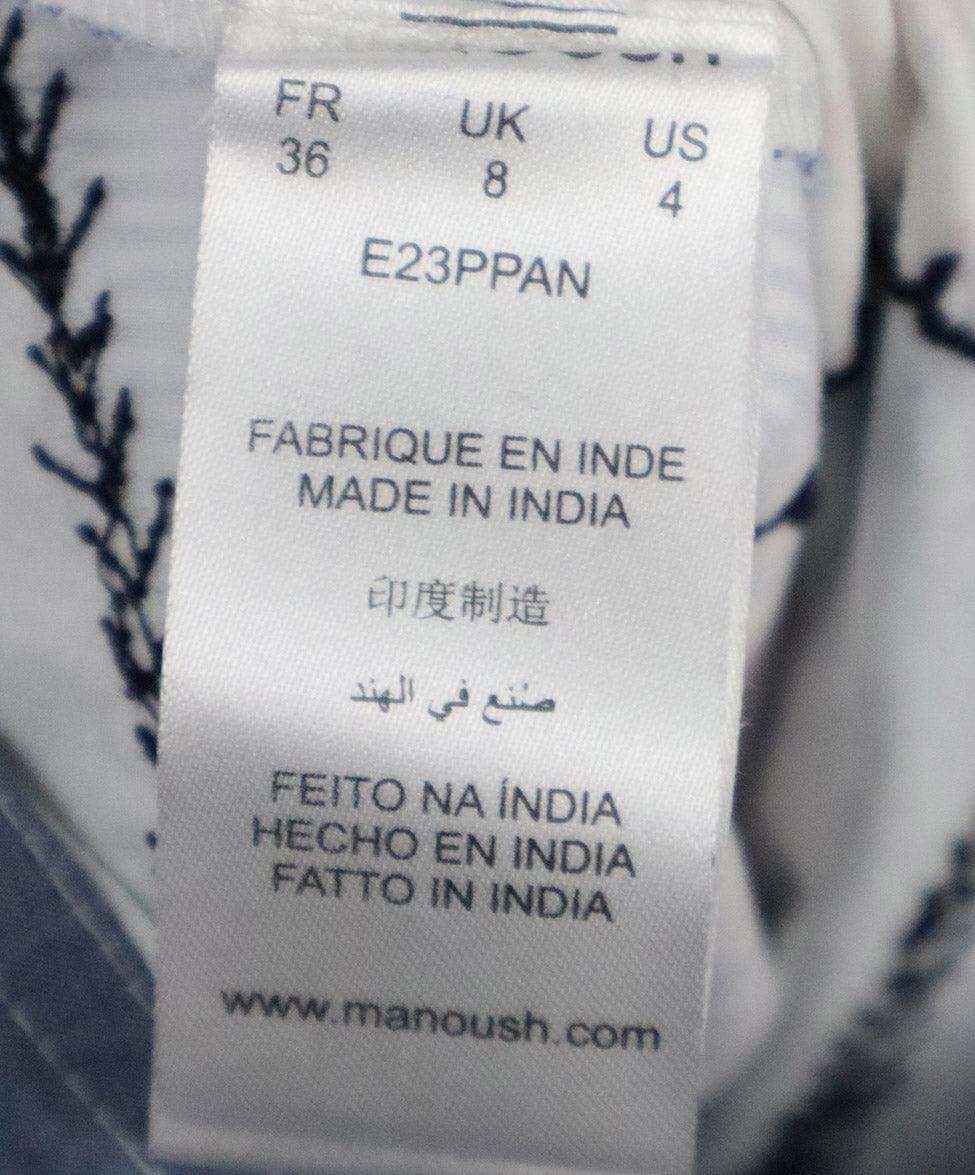 FR UK US
36 8 4
E23PPAN
FABRIQUE EN INDE
MADE IN INDIA
印度制造
صُنع في الهند
FEITO NA ÍNDIA
HECHO EN INDIA
FATTO IN INDIA
www.manoush.com